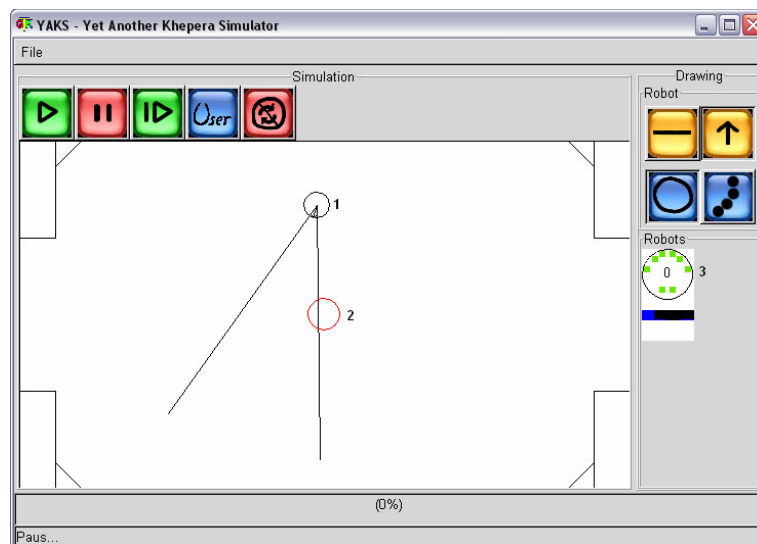 YAKS - Yet Another Khepera Simulator
File
Simulation
Drawing
User
Robot
1
2
Robots
0
3
(0%)
Paus...